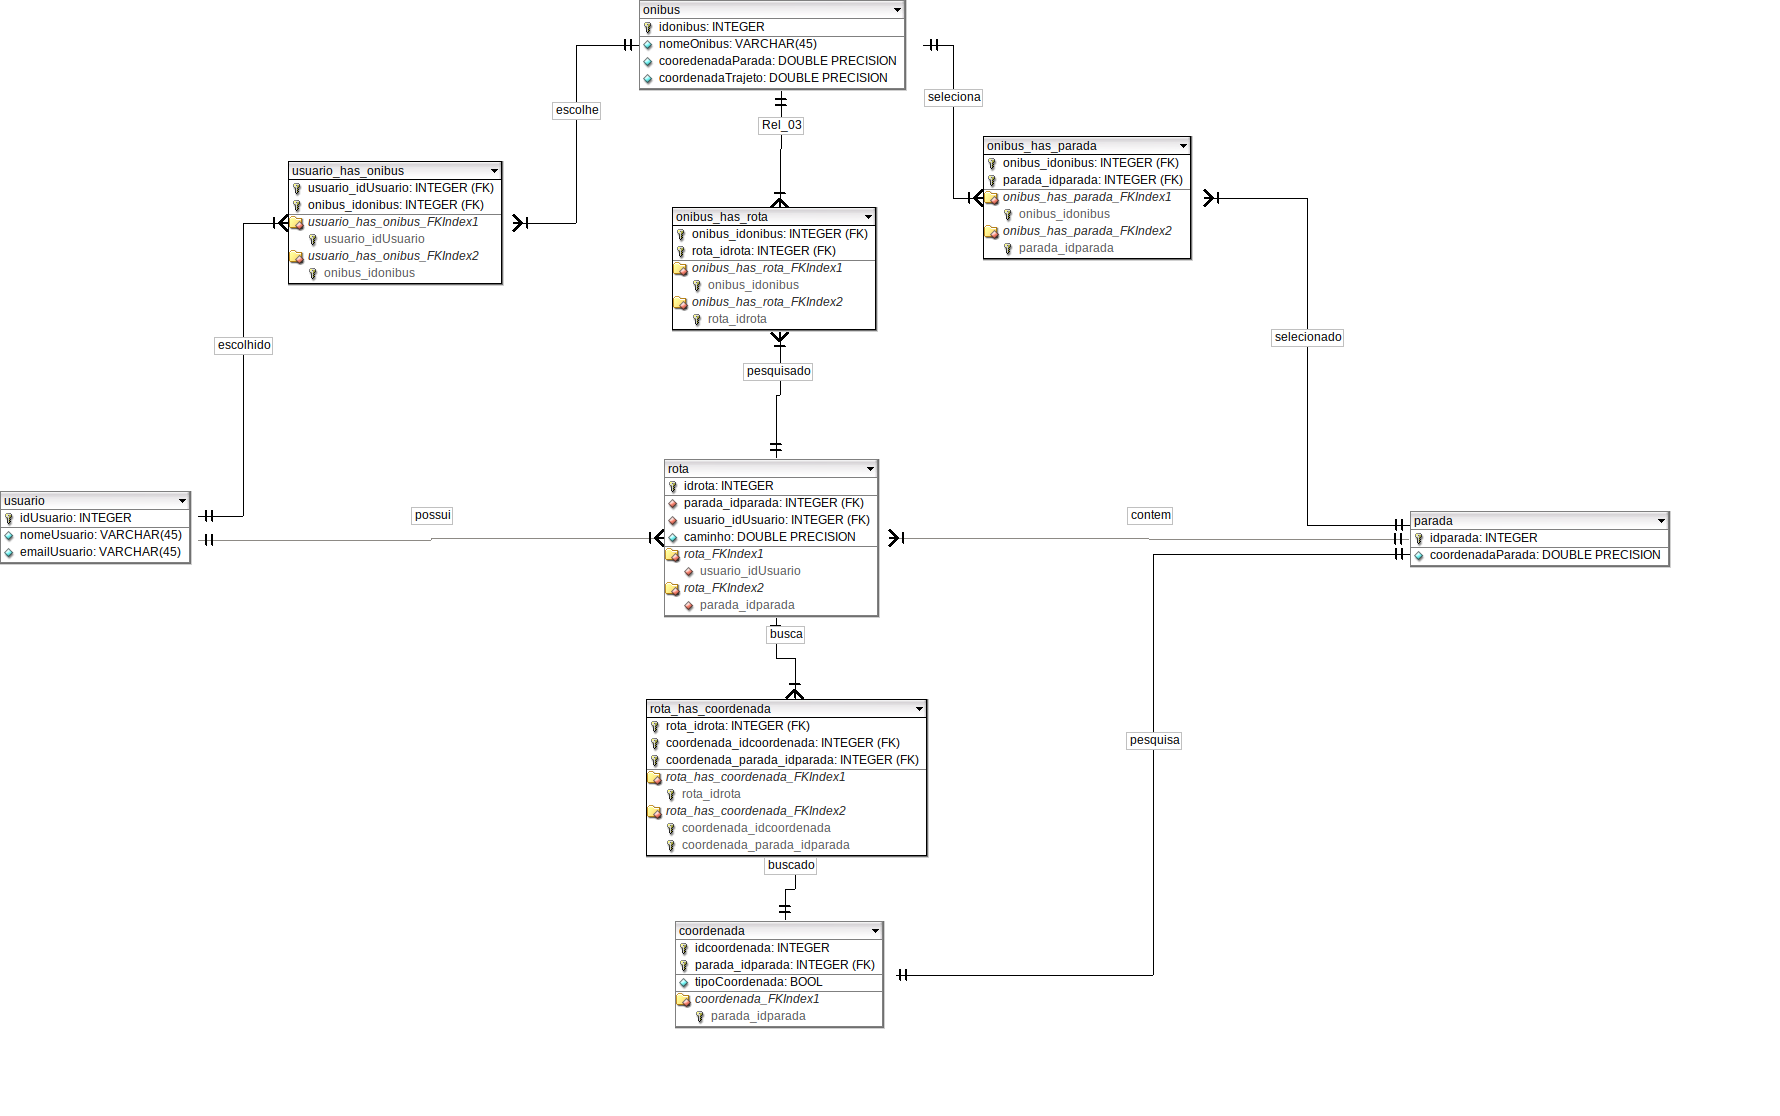 onibus
idonibus: INTEGER
nomeOnibus: VARCHAR(45)
cooredenadaParada: DOUBLE PRECISION
coordenadaTrajeto: DOUBLE PRECISION
escolhe
Rel_03
seleciona
usuario_has_onibus
usuario_idUsuario: INTEGER (FK)
onibus_idonibus: INTEGER (FK)
usuario_has_onibus_FKIndex1
usuario_idUsuario
usuario_has_onibus_FKIndex2
onibus_idonibus
onibus_has_rota
onibus_idonibus: INTEGER (FK)
rota_idrota: INTEGER (FK)
onibus_has_rota_FKIndex1
onibus_idonibus
onibus_has_rota_FKIndex2
rota_idrota
onibus_has_parada
onibus_idonibus: INTEGER (FK)
parada_idparada: INTEGER (FK)
onibus_has_parada_FKIndex1
onibus_idonibus
onibus_has_parada_FKIndex2
parada_idparada
escolhido
pesquisado
selecionado
usuario
idUsuario: INTEGER
nomeUsuario: VARCHAR(45)
emailUsuario: VARCHAR(45)
possui
rota
idrota: INTEGER
parada_idparada: INTEGER (FK)
usuario_idUsuario: INTEGER (FK)
caminho: DOUBLE PRECISION
rota_FKIndex1
usuario_idUsuario
rota_FKIndex2
parada_idparada
contem
parada
idparada: INTEGER
coordenadaParada: DOUBLE PRECISION
busca
rota_has_coordenada
rota_idrota: INTEGER (FK)
coordenada_idcoordenada: INTEGER (FK)
coordenada_parada_idparada: INTEGER (FK)
rota_has_coordenada_FKIndex1
rota_idrota
rota_has_coordenada_FKIndex2
coordenada_idcoordenada
coordenada_parada_idparada
pesquisa
buscado
coordenada
idcoordenada: INTEGER
parada_idparada: INTEGER (FK)
tipoCoordenada: BOOL
coordenada_FKIndex1
parada_idparada